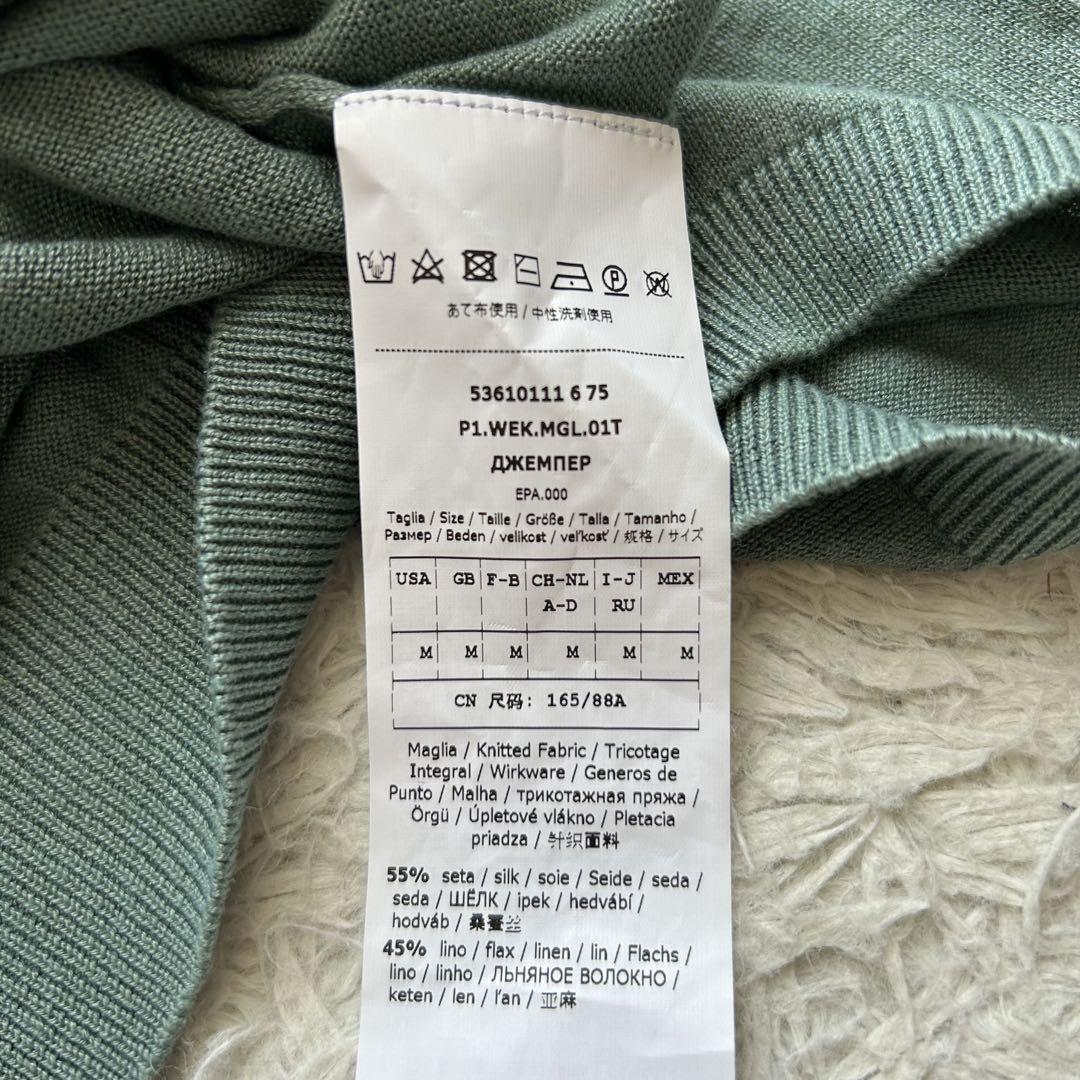 P
W
あて布使用 / 中性洗剤使用
53610111 6 75
P1.WEK.MGL.01T
ДЖЕМПЕР
EPA.000
Taglia / Size / Taille / Größe / Talla / Tamanho /
Размер / Beden / velikost / veľkosť / 规格 / サイズ
USA GB F-B CH-NL I-J MEX
A-D RU
M M M M M M
CN 尺码: 165/88A
Maglia / Knitted Fabric / Tricotage
Integral / Wirkware / Generos de
Punto / Malha / трикотажная пряжа /
Örgü / Úpletové vlákno / Pletacia
priadza / 针织面料
55% seta / silk / soie / Seide / seda /
seda / ШЁЛК / ipek / hedvábí /
hodváb / 桑蚕丝
45% lino / flax / linen / lin / Flachs /
lino / linho / ЛЬНЯНОЕ ВОЛОКНО /
keten / len / ľan / 亚麻